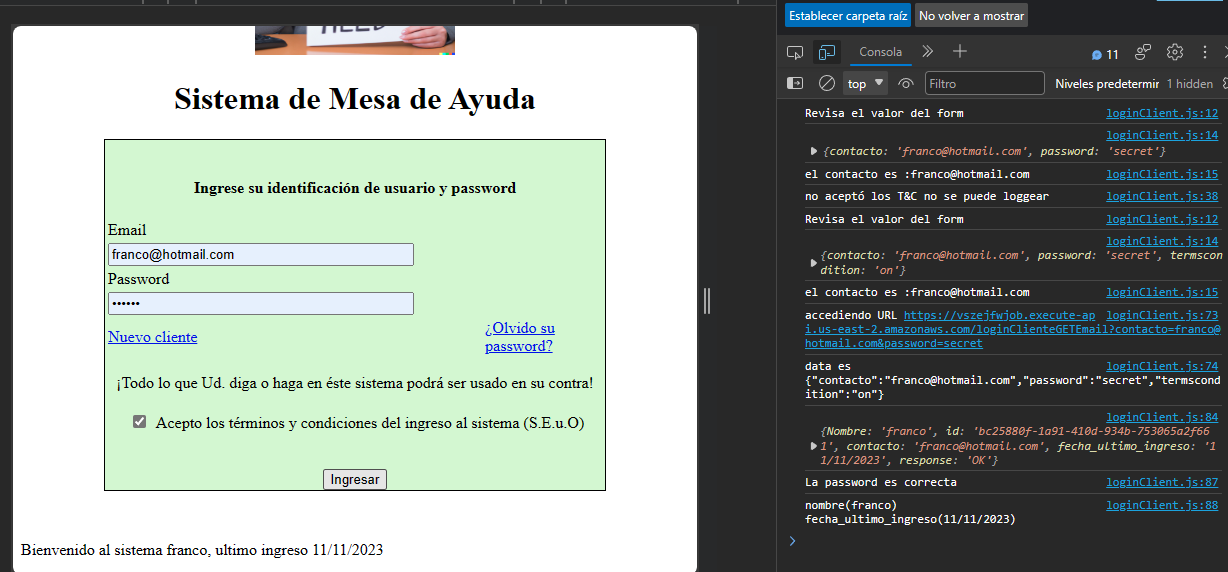 HELP
Sistema de Mesa de Ayuda
Ingrese su identificación de usuario y password
Email
franco@hotmail.com
Password
••••••
Nuevo cliente
¿Olvido su
password?
¡Todo lo que Ud. diga o haga en éste sistema podrá ser usado en su contra!
Acepto los términos y condiciones del ingreso al sistema (S.E.u.O)
Ingresar
Bienvenido al sistema franco, ultimo ingreso 11/11/2023
Establecer carpeta raíz No volver a mostrar
Consola 11
top Filtro Niveles predetermir 1 hidden
Revisa el valor del form loginClient.js:12
loginClient.js:14
{contacto: 'franco@hotmail.com', password: 'secret'}
el contacto es :franco@hotmail.com loginClient.js:15
no aceptó los T&C no se puede loggear loginClient.js:38
Revisa el valor del form loginClient.js:12
loginClient.js:14
{contacto: 'franco@hotmail.com', password: 'secret', termscon
dition: 'on'}
el contacto es :franco@hotmail.com loginClient.js:15
accediendo URL https://vszejfwjob.execute-ap loginClient.js:73
i.us-east-2.amazonaws.com/loginClienteGETEmail?contacto=franco@
hotmail.com&password=secret
data es loginClient.js:74
{"contacto":"franco@hotmail.com","password":"secret","termscond
ition":"on"}
loginClient.js:84
{Nombre: 'franco', id: 'bc25880f-1a91-410d-934b-753065a2f66
1', contacto: 'franco@hotmail.com', fecha_ultimo_ingreso: '1
1/11/2023', response: 'OK'}
La password es correcta loginClient.js:87
nombre(franco) loginClient.js:88
fecha_ultimo_ingreso(11/11/2023)